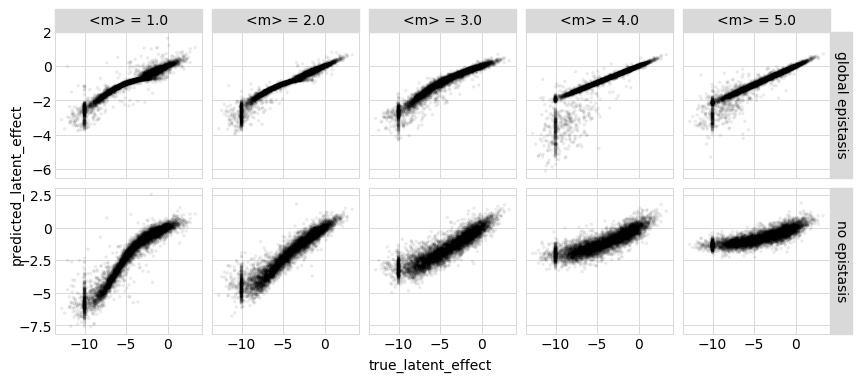 <m> = 1.0 <m> = 2.0 <m> = 3.0 <m> = 4.0 <m> = 5.0
2
0
−2
−4
−6
global epistasis
predicted_latent_effect
2.5
0
−2.5
−5
−7.5
no epistasis
−10 −5 0 −10 −5 0 −10 −5 0 −10 −5 0 −10 −5 0
true_latent_effect